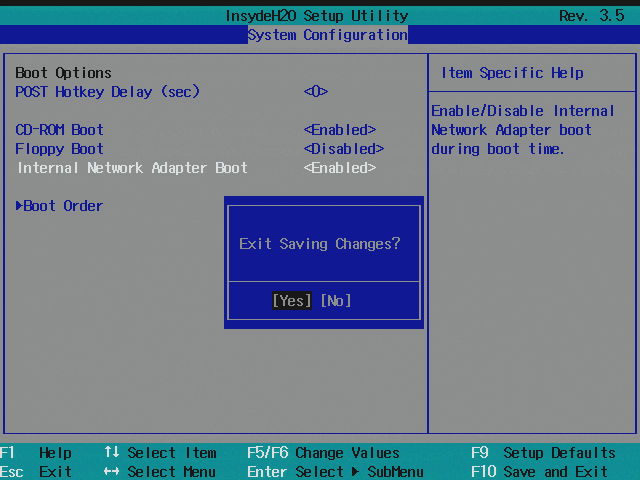 InsydeH2O Setup Utility Rev. 3.5
System Configuration
Boot Options
POST Hotkey Delay (sec) <0>
CD-ROM Boot <Enabled>
Floppy Boot <Disabled>
Internal Network Adapter Boot <Enabled>
Boot Order
Item Specific Help
Enable/Disable Internal
Network Adapter boot
during boot time.
Exit Saving Changes?
[Yes] [No]
F1 Help ↑↓ Select Item F5/F6 Change Values F9 Setup Defaults
Esc Exit ←→ Select Menu Enter Select ▶ SubMenu F10 Save and Exit